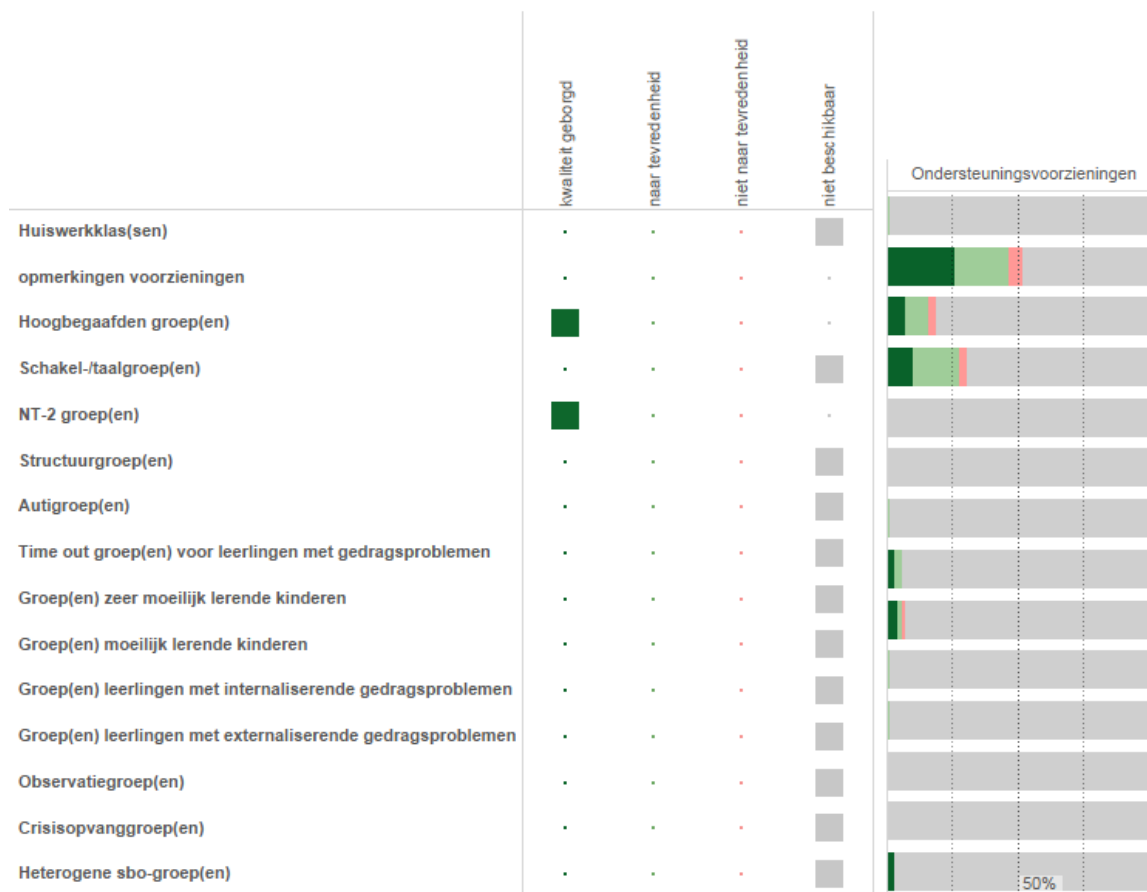 kwaliteit geborgd
naar tevredenheid
niet naar tevredenheid
niet beschikbaar
Ondersteuningsvoorzieningen
Huiswerkklas(sen)
opmerkingen voorzieningen
Hoogbegaafden groep(en)
Schakel-/taalgroep(en)
NT-2 groep(en)
Structuurgroep(en)
Autigroep(en)
Time out groep(en) voor leerlingen met gedragsproblemen
Groep(en) zeer moeilijk lerende kinderen
Groep(en) moeilijk lerende kinderen
Groep(en) leerlingen met internaliserende gedragsproblemen
Groep(en) leerlingen met externaliserende gedragsproblemen
Observatiegroep(en)
Crisisopvanggroep(en)
Heterogene sbo-groep(en)
50%